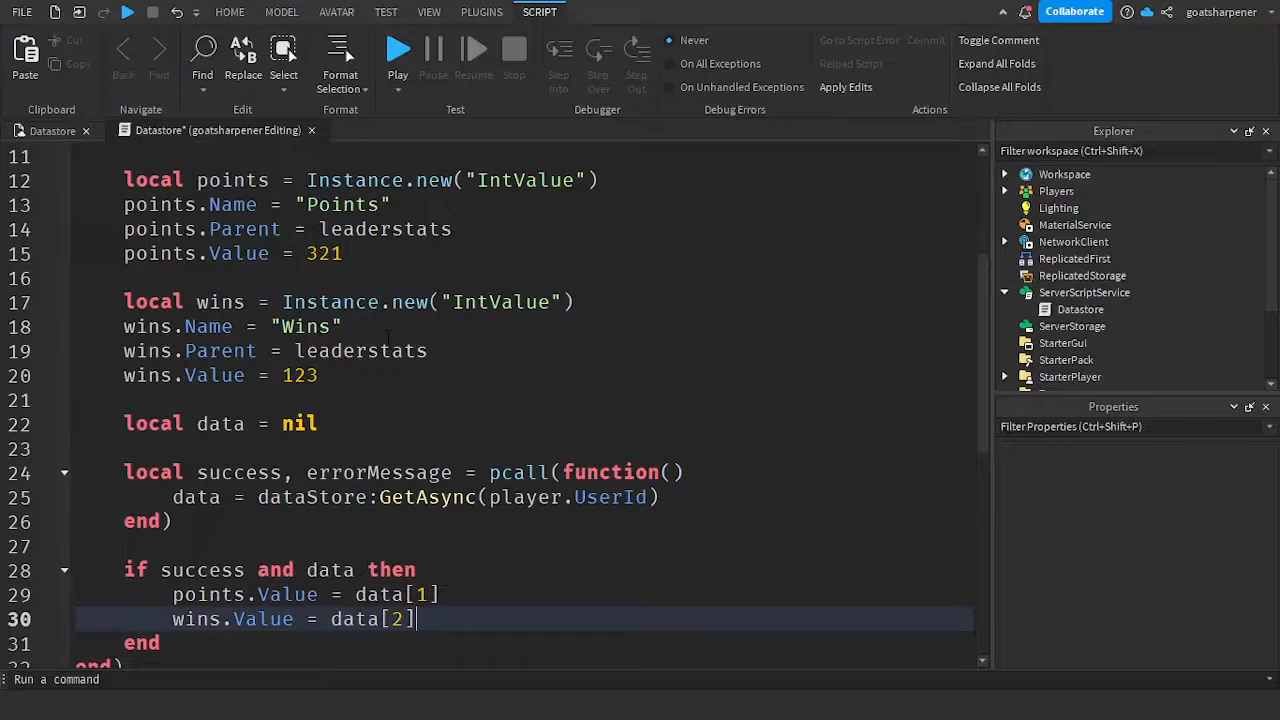 FILE HOME MODEL AVATAR TEST VIEW PLUGINS SCRIPT Collaborate goatsharpener
Paste Cut Copy
Back Fwd
Find Replace Select
Format Selection
Play Pause Resume Stop
Step Into Step Over Step Out
Never
On All Exceptions
On Unhandled Exceptions
Go to Script Error Commit
Reload Script
Apply Edits
Toggle Comment
Expand All Folds
Collapse All Folds
Clipboard Navigate Edit Format Test Debugger Debug Errors Actions
Datastore × Datastore* (goatsharpener Editing) ×
11
12 local points = Instance.new("IntValue")
13 points.Name = "Points"
14 points.Parent = leaderstats
15 points.Value = 321
16
17 local wins = Instance.new("IntValue")
18 wins.Name = "Wins"
19 wins.Parent = leaderstats
20 wins.Value = 123
21
22 local data = nil
23
24 local success, errorMessage = pcall(function()
25 data = dataStore:GetAsync(player.UserId)
26 end)
27
28 if success and data then
29 points.Value = data[1]
30 wins.Value = data[2]
31 end
32 end)
Run a command
Explorer
Filter workspace (Ctrl+Shift+X)
Workspace
Players
Lighting
MaterialService
NetworkClient
ReplicatedFirst
ReplicatedStorage
ServerScriptService
Datastore
ServerStorage
StarterGui
StarterPack
StarterPlayer
Properties
Filter Properties (Ctrl+Shift+P)